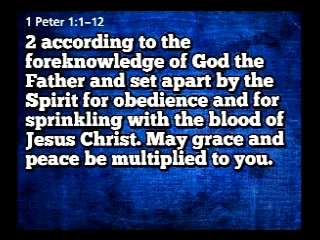 1 Peter 1:1–12
2 according to the
foreknowledge of God the
Father and set apart by the
Spirit for obedience and for
sprinkling with the blood of
Jesus Christ. May grace and
peace be multiplied to you.